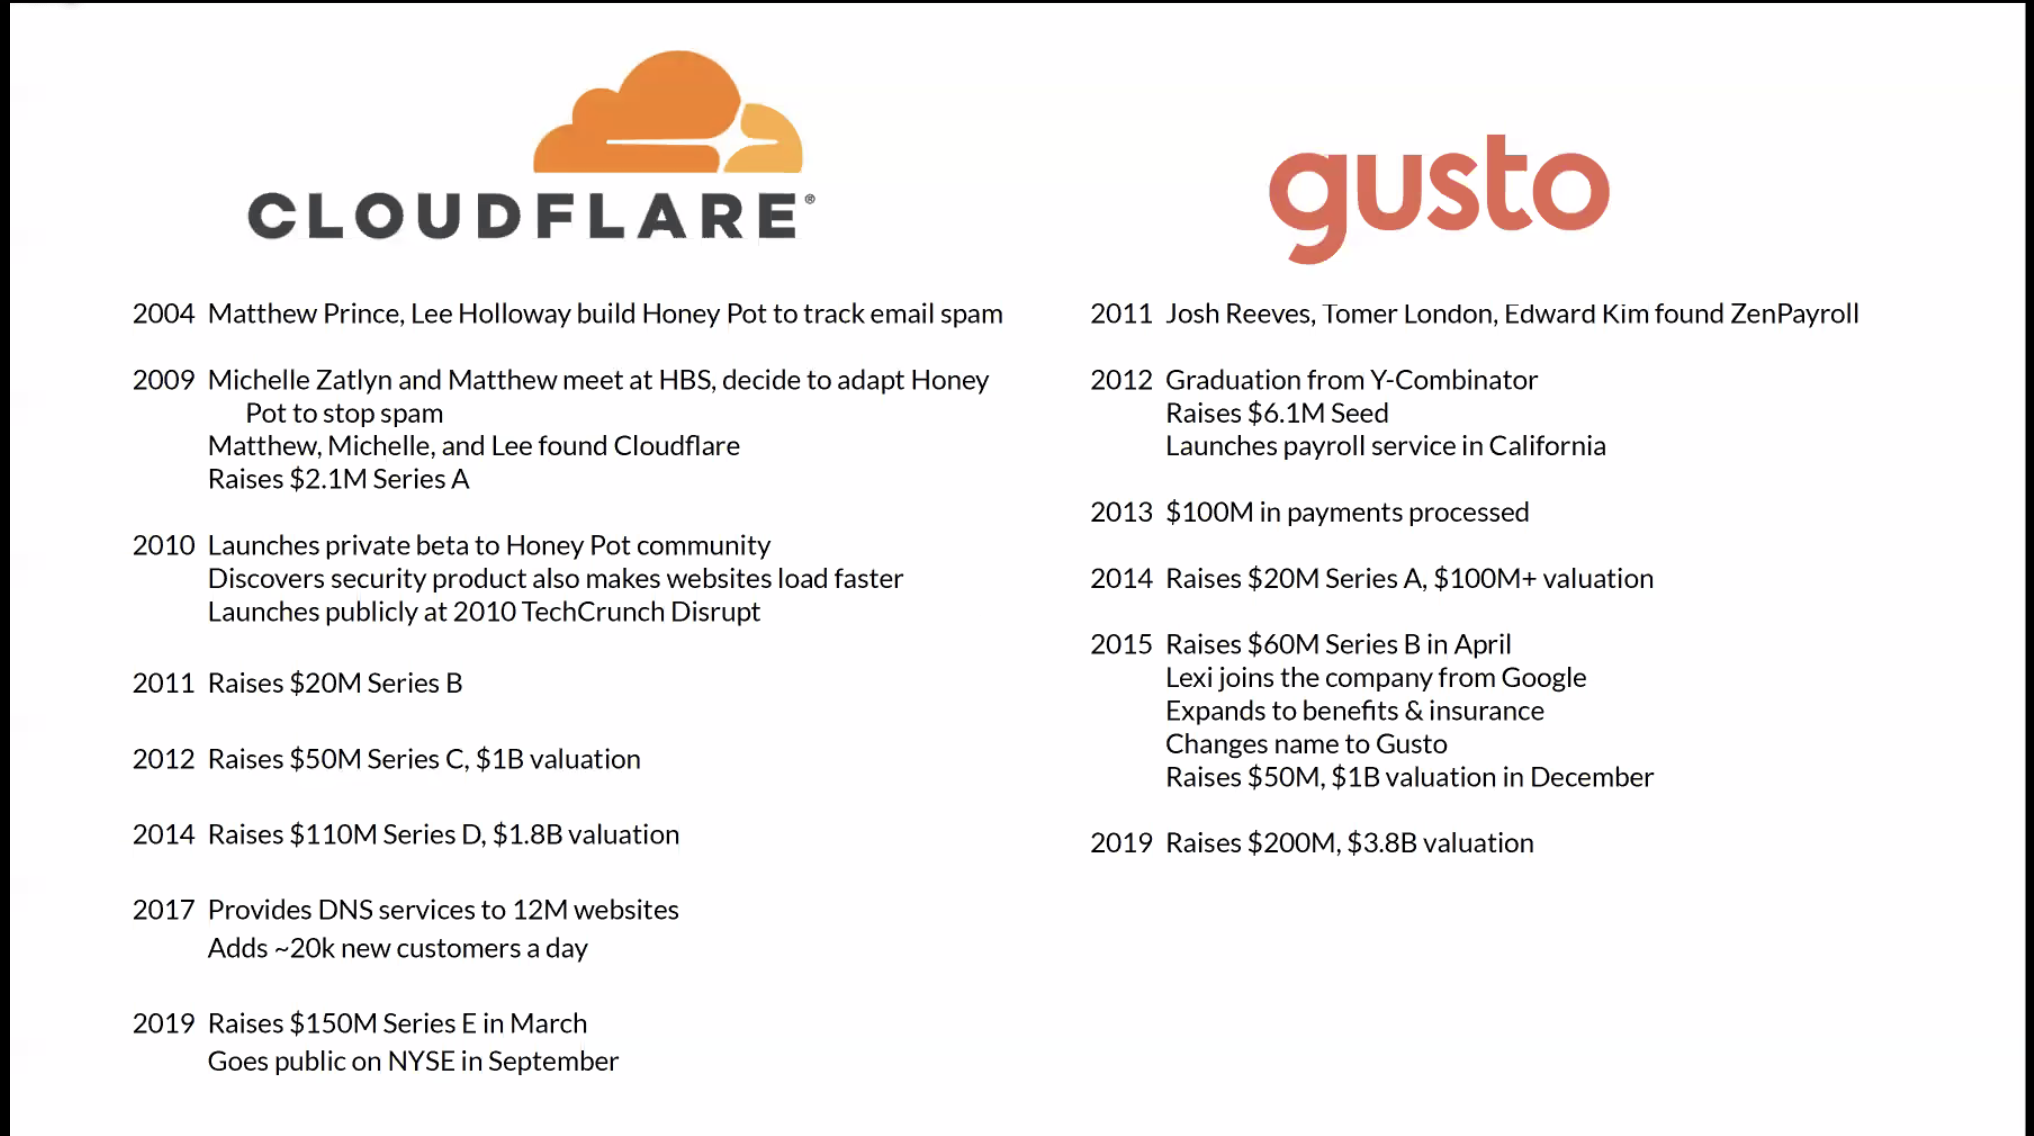 CLOUDFLARE®
2004 Matthew Prince, Lee Holloway build Honey Pot to track email spam
2009 Michelle Zatlyn and Matthew meet at HBS, decide to adapt Honey
Pot to stop spam
Matthew, Michelle, and Lee found Cloudflare
Raises $2.1M Series A
2010 Launches private beta to Honey Pot community
Discovers security product also makes websites load faster
Launches publicly at 2010 TechCrunch Disrupt
2011 Raises $20M Series B
2012 Raises $50M Series C, $1B valuation
2014 Raises $110M Series D, $1.8B valuation
2017 Provides DNS services to 12M websites
Adds ~20k new customers a day
2019 Raises $150M Series E in March
Goes public on NYSE in September
gusto
2011 Josh Reeves, Tomer London, Edward Kim found ZenPayroll
2012 Graduation from Y-Combinator
Raises $6.1M Seed
Launches payroll service in California
2013 $100M in payments processed
2014 Raises $20M Series A, $100M+ valuation
2015 Raises $60M Series B in April
Lexi joins the company from Google
Expands to benefits & insurance
Changes name to Gusto
Raises $50M, $1B valuation in December
2019 Raises $200M, $3.8B valuation